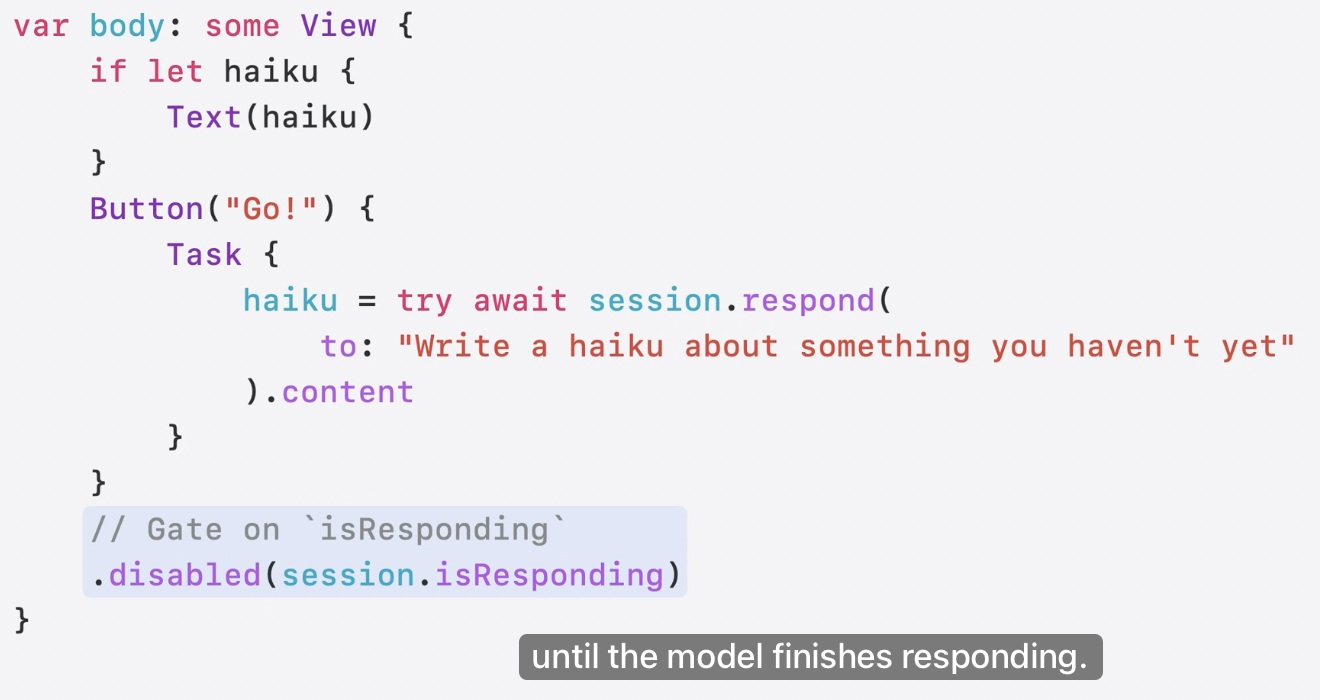 var body: some View {
    if let haiku {
        Text(haiku)
    }
    Button("Go!") {
        Task {
            haiku = try await session.respond(
                to: "Write a haiku about something you haven't yet"
            ).content
        }
    }
    // Gate on `isResponding`
    .disabled(session.isResponding)
}
until the model finishes responding.